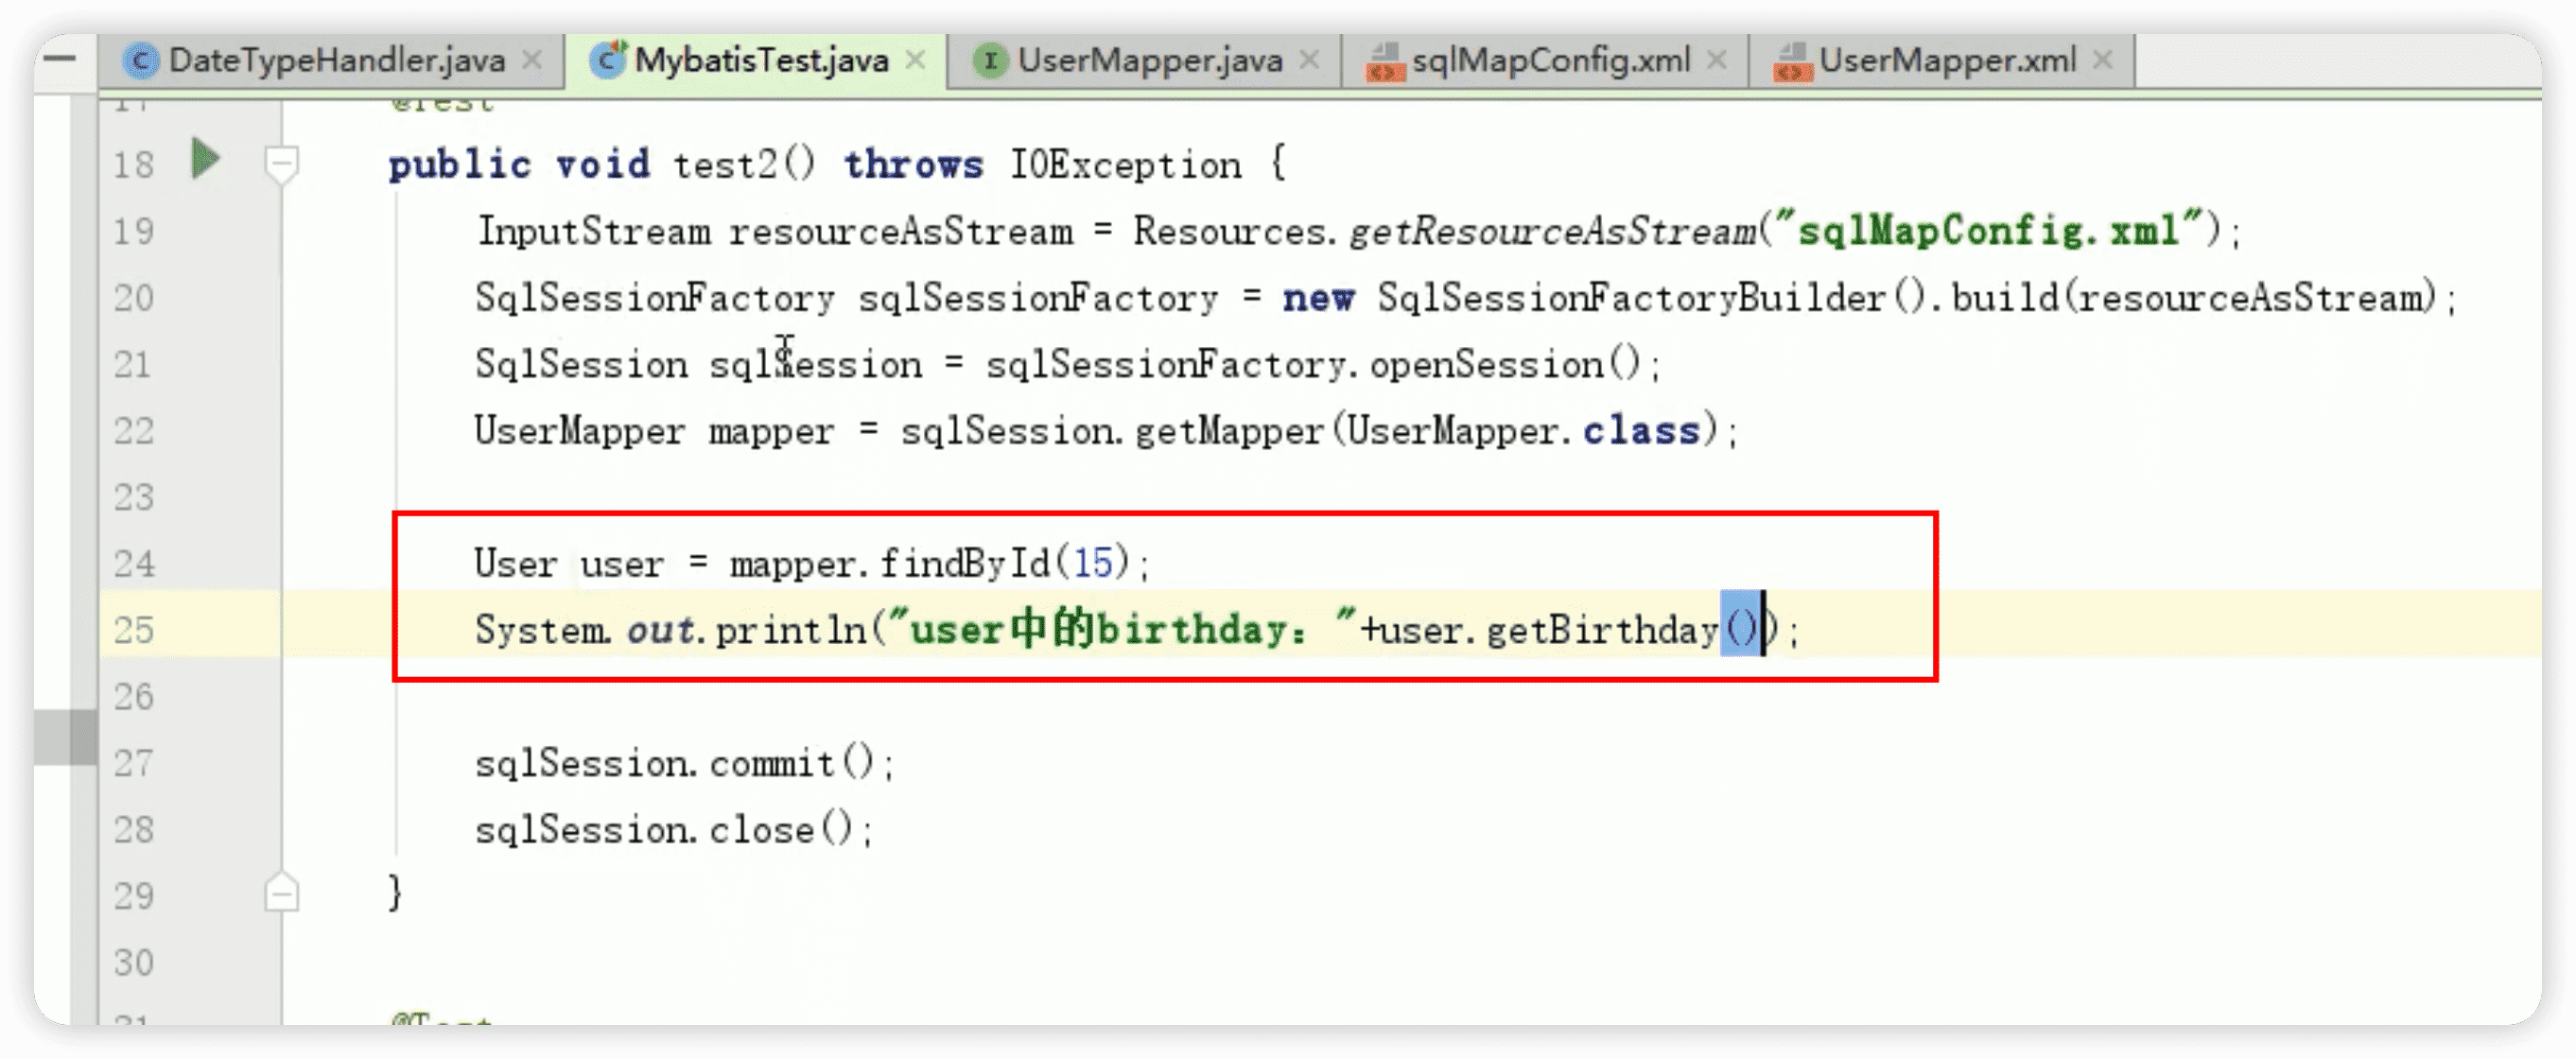 DateTypeHandler.java MybatisTest.java UserMapper.java sqlMapConfig.xml UserMapper.xml
17 @Test
18 public void test2() throws IOException {
19 InputStream resourceAsStream = Resources.getResourceAsStream("sqlMapConfig.xml");
20 SqlSessionFactory sqlSessionFactory = new SqlSessionFactoryBuilder().build(resourceAsStream);
21 SqlSession sqlSession = sqlSessionFactory.openSession();
22 UserMapper mapper = sqlSession.getMapper(UserMapper.class);
23
24 User user = mapper.findById(15);
25 System.out.println("user中的birthday："+user.getBirthday());
26
27 sqlSession.commit();
28 sqlSession.close();
29 }
30
31 @Test